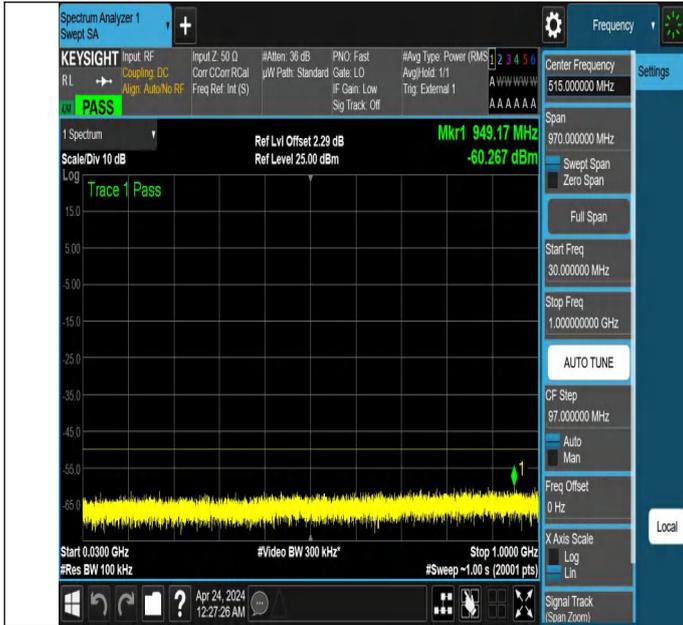 Spectrum Analyzer 1
Swept SA
+
Frequency
KEYSIGHT
RL
PASS
Input: RF
Coupling: DC
Align: Auto/No RF
Input Z: 50 Ω
Corr CCorr RCal
Freq Ref: Int (S)
#Atten: 36 dB
µW Path: Standard
PNO: Fast
Gate: LO
IF Gain: Low
Sig Track: Off
#Avg Type: Power (RMS
Avg|Hold: 1/1
Trig: External 1
1 2 3 4 5 6
A W W W W W
A A A A A A
1 Spectrum
Scale/Div 10 dB
Log
Ref Lvl Offset 2.29 dB
Ref Level 25.00 dBm
Mkr1 949.17 MHz
-60.267 dBm
Trace 1 Pass
15.0
5.00
-5.00
-15.0
-25.0
-35.0
-45.0
-55.0
-65.0
1
Start 0.0300 GHz
#Res BW 100 kHz
#Video BW 300 kHz*
Stop 1.0000 GHz
#Sweep ~1.00 s (20001 pts)
?
Apr 24, 2024
12:27:26 AM
Center Frequency
515.000000 MHz
Span
970.000000 MHz
Swept Span
Zero Span
Full Span
Start Freq
30.000000 MHz
Stop Freq
1.000000000 GHz
AUTO TUNE
CF Step
97.000000 MHz
Auto
Man
Freq Offset
0 Hz
X Axis Scale
Log
Lin
Signal Track
(Span Zoom)
Settings
Local